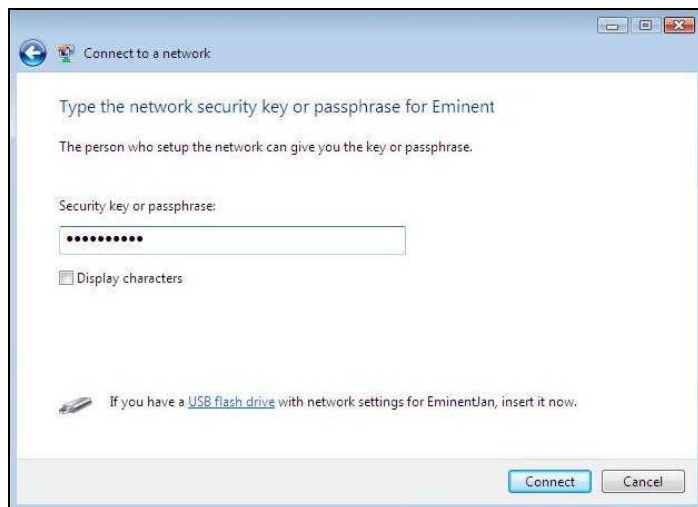 Connect to a network
Type the network security key or passphrase for Eminent
The person who setup the network can give you the key or passphrase.
Security key or passphrase:
••••••••••
Display characters
If you have a USB flash drive with network settings for EminentJan, insert it now.
Connect Cancel